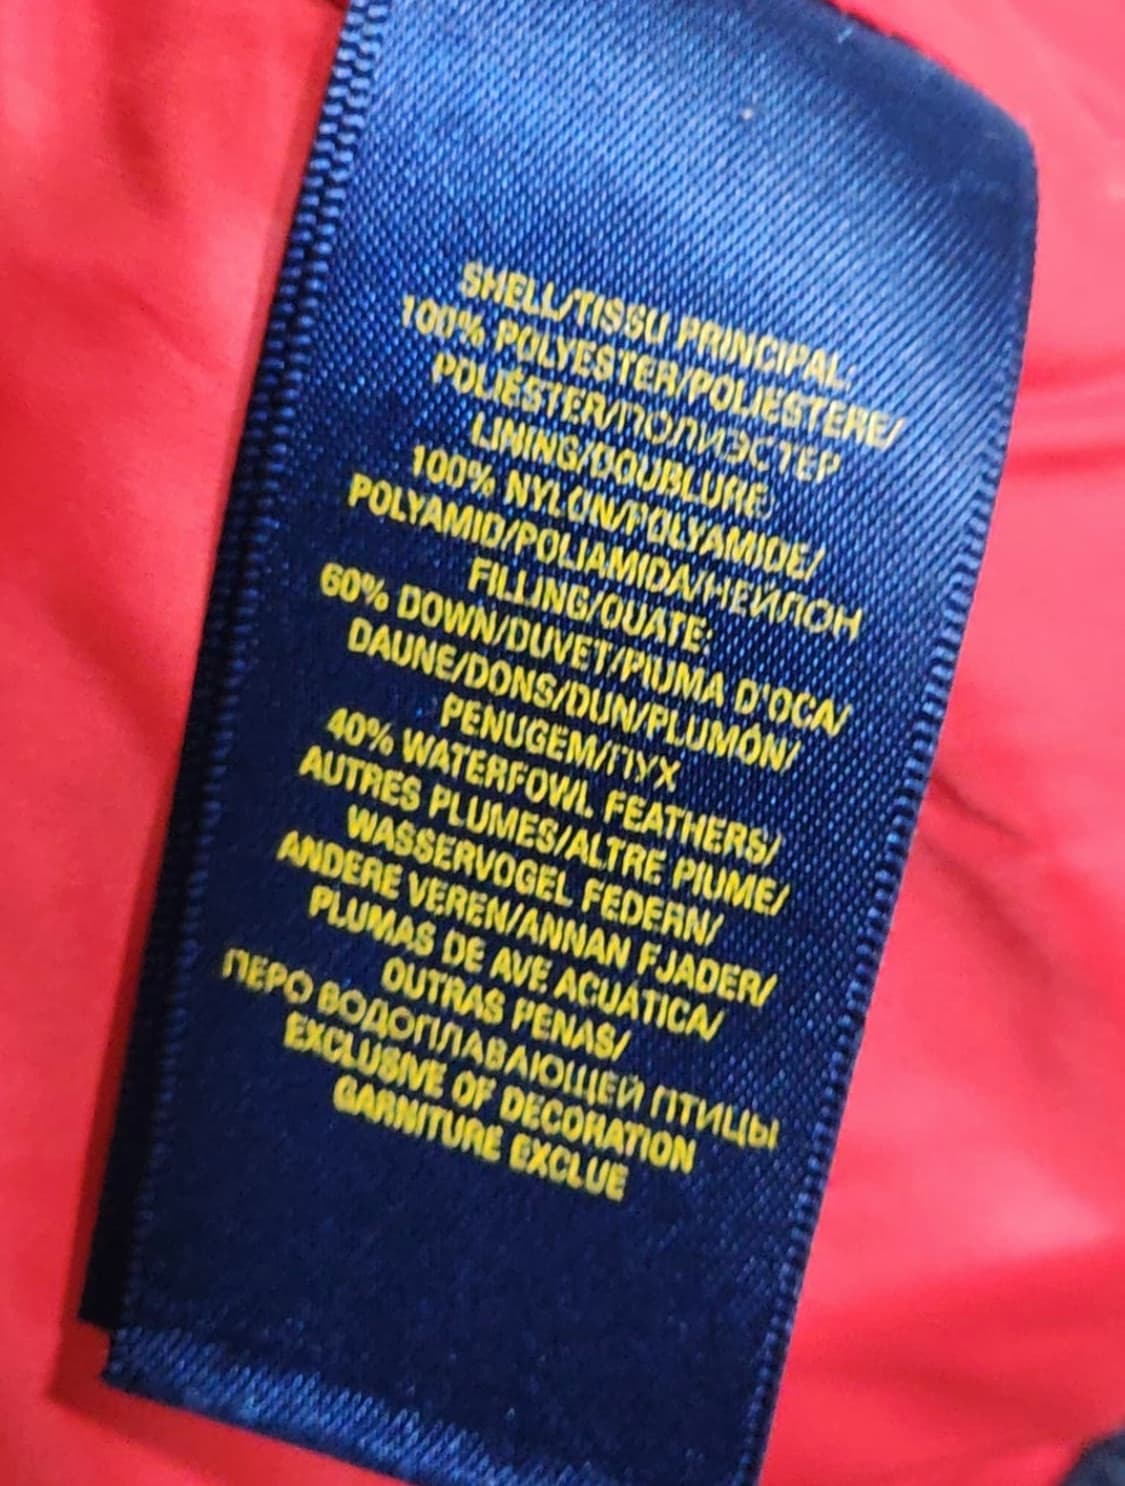 SHELL/TISSU PRINCIPAL:
100% POLYESTER/POLIESTERE/
POLIÉSTER/ПОЛИЭСТЕР
LINING/DOUBLURE:
100% NYLON/POLYAMIDE/
POLYAMID/POLIAMIDA/НЕЙЛОН
FILLING/OUATE:
60% DOWN/DUVET/PIUMA D'OCA/
DAUNE/DONS/DUN/PLUMÓN/
PENUGEM/ПУХ
40% WATERFOWL FEATHERS/
AUTRES PLUMES/ALTRE PIUME/
WASSERVOGEL FEDERN/
ANDERE VEREN/ANNAN FJADER/
PLUMAS DE AVE ACUÁTICA/
OUTRAS PENAS/
ПЕРО ВОДОПЛАВАЮЩЕЙ ПТИЦЫ
EXCLUSIVE OF DECORATION
GARNITURE EXCLUE